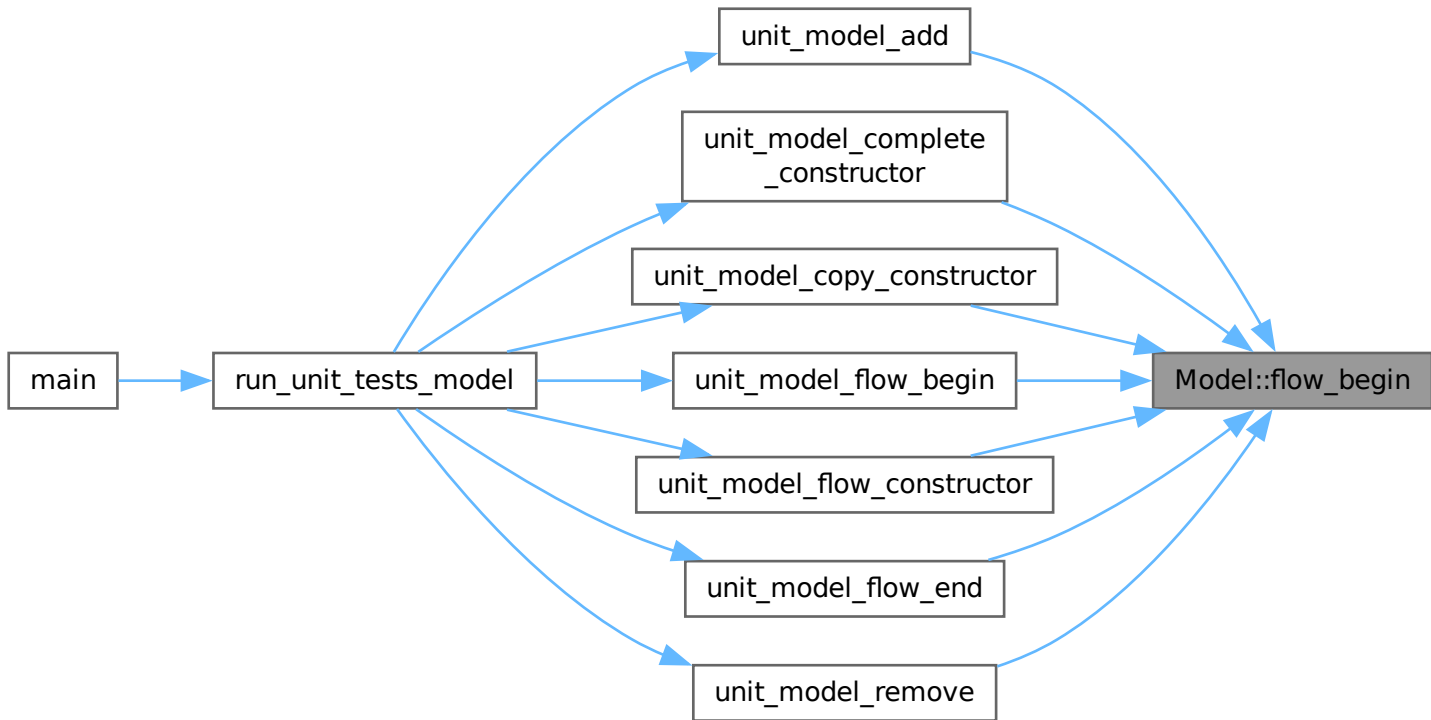 unit_model_add
unit_model_complete
_constructor
unit_model_copy_constructor
main
run_unit_tests_model
unit_model_flow_begin
Model::flow_begin
unit_model_flow_constructor
unit_model_flow_end
unit_model_remove